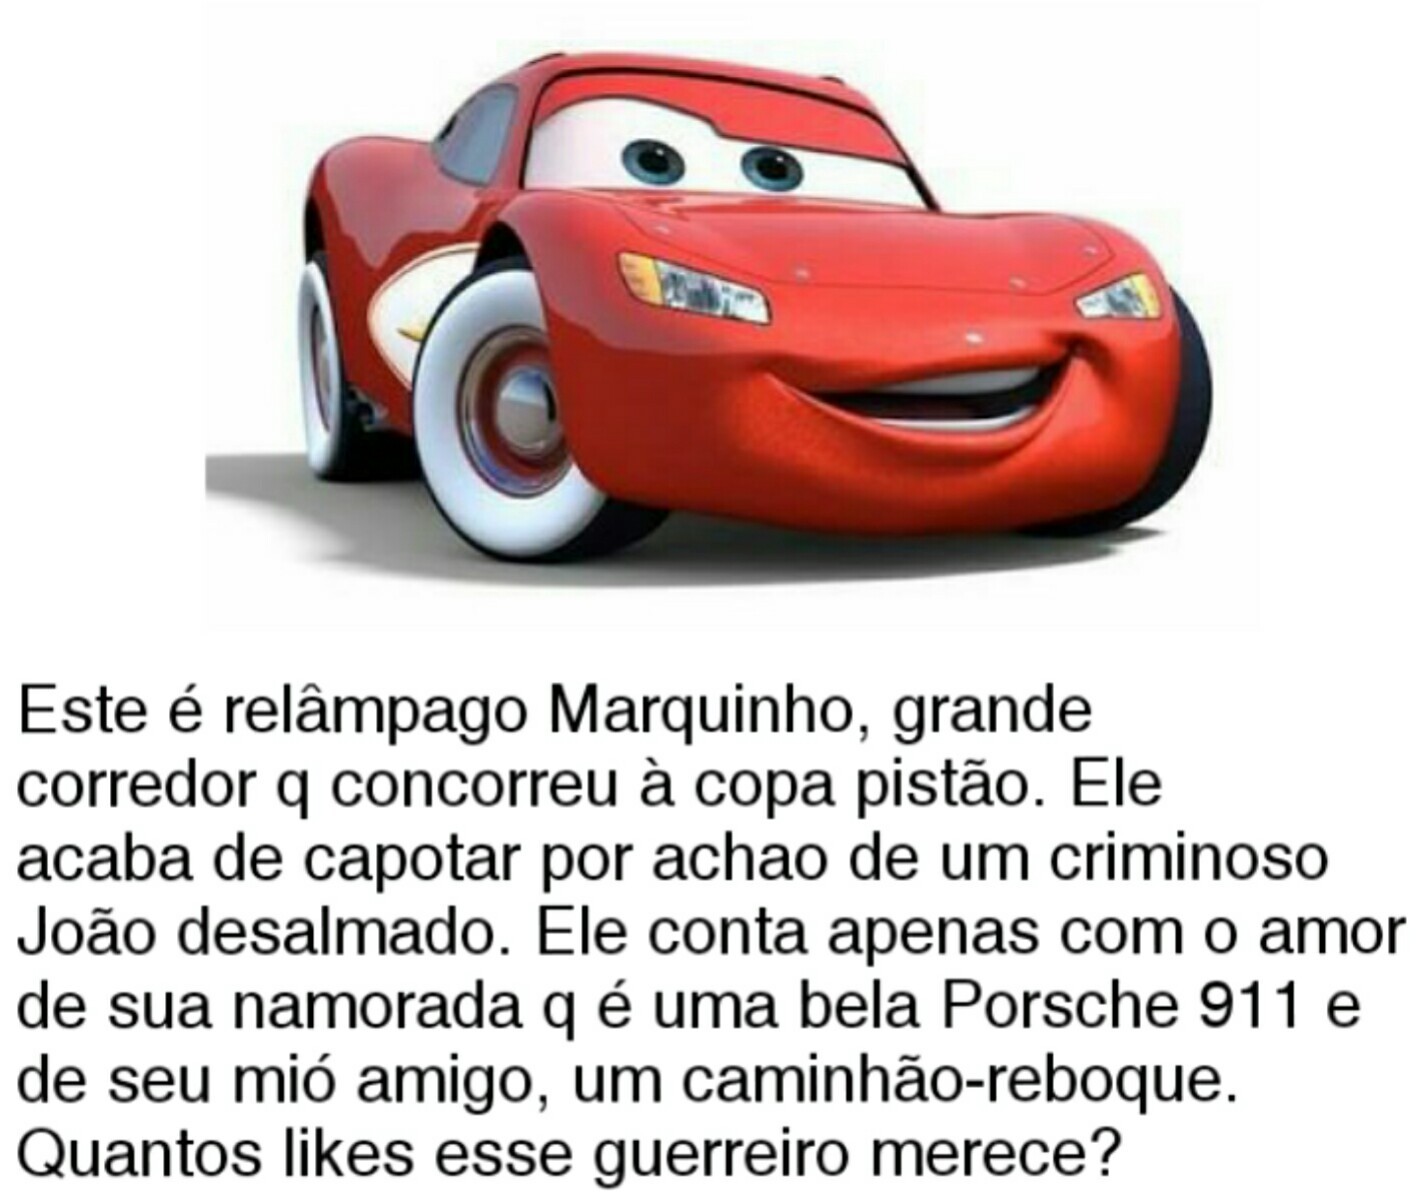 Este é relâmpago Marquinho, grande
corredor q concorreu à copa pistão. Ele
acaba de capotar por achao de um criminoso
João desalmado. Ele conta apenas com o amor
de sua namorada q é uma bela Porsche 911 e
de seu mió amigo, um caminhão-reboque.
Quantos likes esse guerreiro merece?